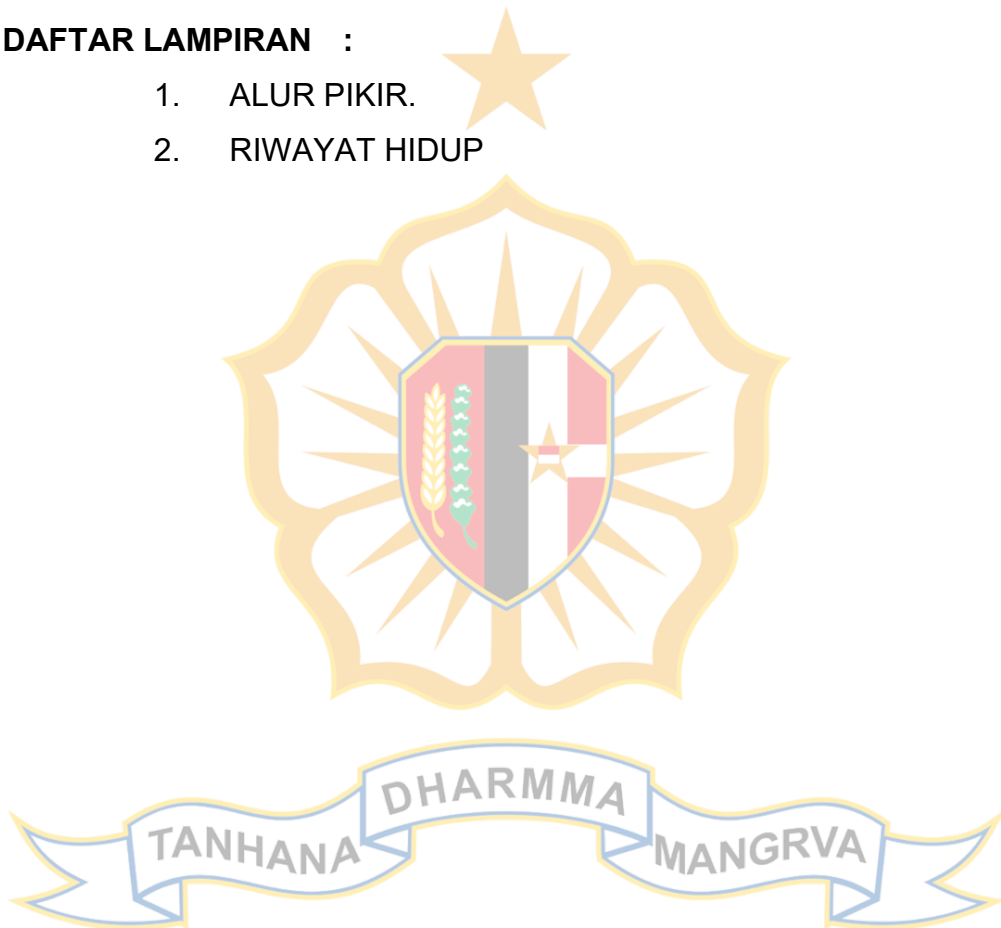 DAFTAR LAMPIRAN :
1. ALUR PIKIR.
2. RIWAYAT HIDUP
TANHANA DHARMMA MANGRVA